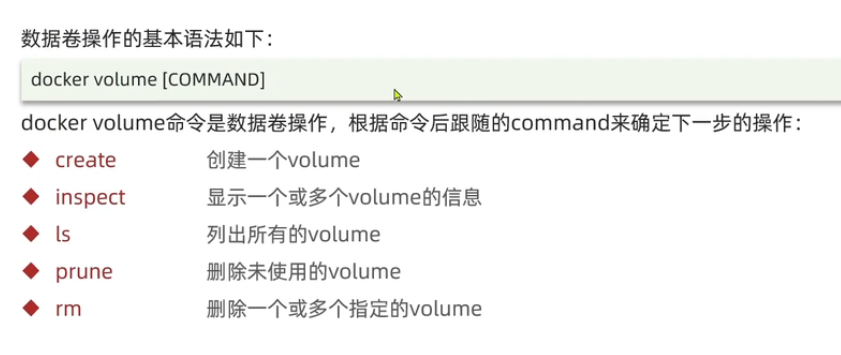 数据卷操作的基本语法如下：
docker volume [COMMAND]
docker volume命令是数据卷操作，根据命令后跟随的command来确定下一步的操作：
create 创建一个volume
inspect 显示一个或多个volume的信息
ls 列出所有的volume
prune 删除未使用的volume
rm 删除一个或多个指定的volume